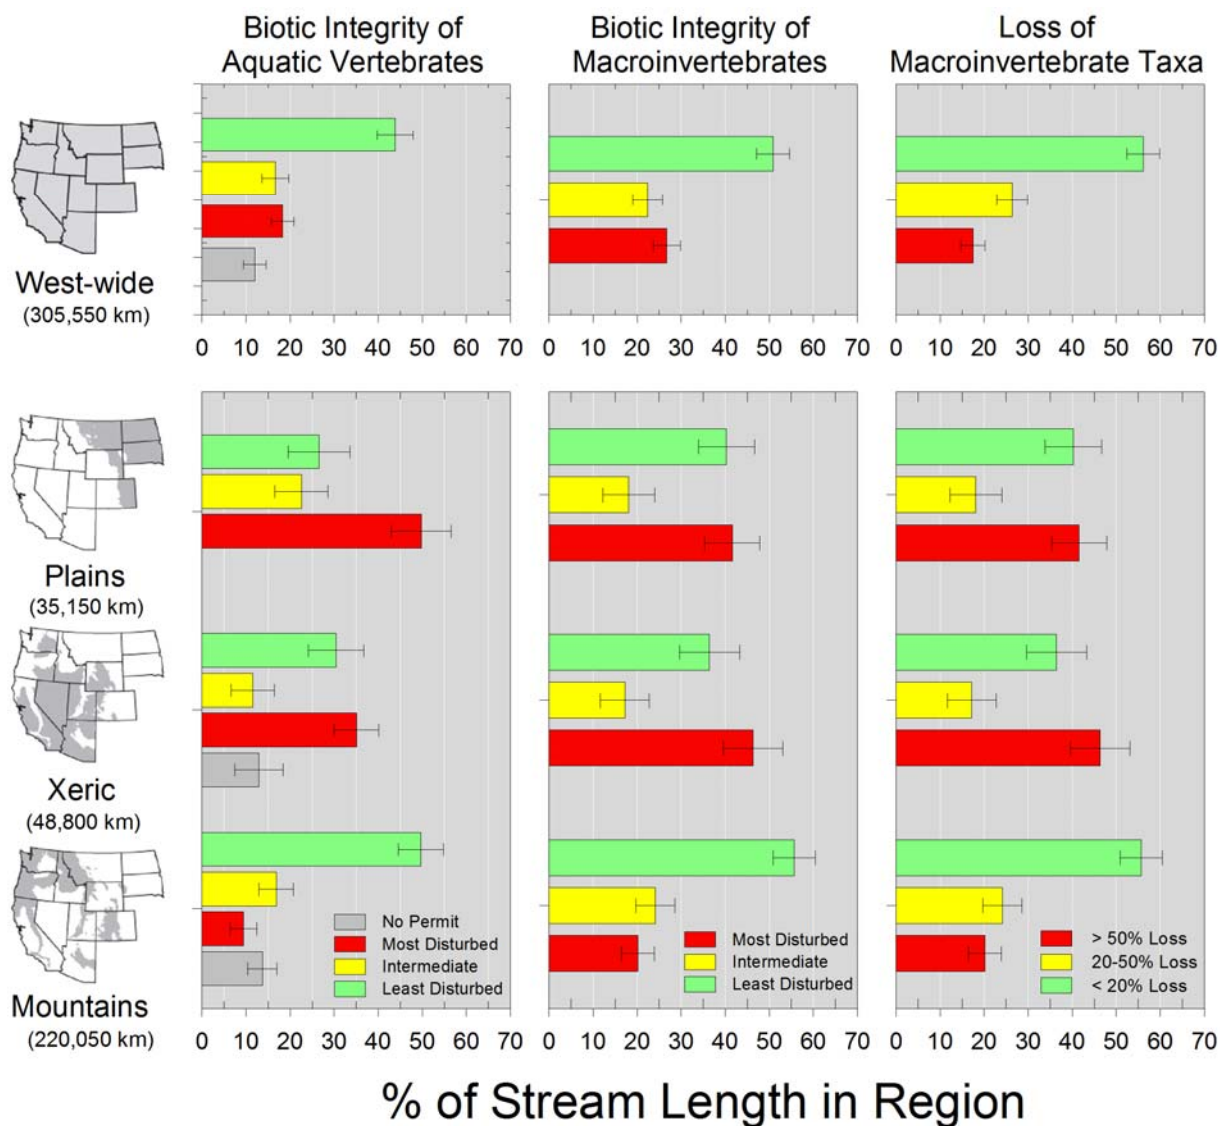 Biotic Integrity of
Aquatic Vertebrates
Biotic Integrity of
Macroinvertebrates
Loss of
Macroinvertebrate Taxa
West-wide
(305,550 km)
0 10 20 30 40 50 60 70
0 10 20 30 40 50 60 70
0 10 20 30 40 50 60 70
Plains
(35,150 km)
Xeric
(48,800 km)
Mountains
(220,050 km)
No Permit
Most Disturbed
Intermediate
Least Disturbed
Most Disturbed
Intermediate
Least Disturbed
> 50% Loss
20-50% Loss
< 20% Loss
0 10 20 30 40 50 60 70
0 10 20 30 40 50 60 70
0 10 20 30 40 50 60 70
% of Stream Length in Region